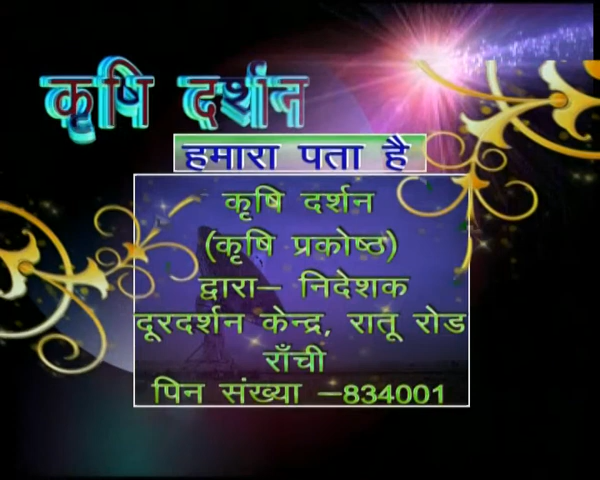 कृषि दर्शन
हमारा पता है
कृषि दर्शन
(कृषि प्रकोष्ठ)
द्वारा– निदेशक
दूरदर्शन केन्द्र, रातू रोड
राँची
पिन संख्या –834001